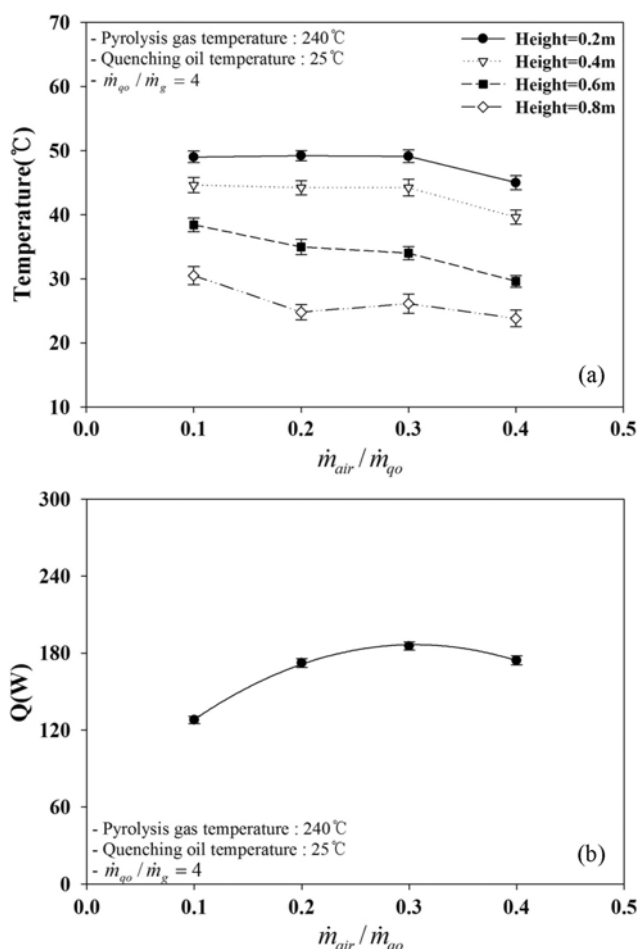 70
60
50
40
30
20
10
Temperature(℃)
- Pyrolysis gas temperature : 240℃
- Quenching oil temperature : 25℃
- ṁqo / ṁg = 4
Height=0.2m
Height=0.4m
Height=0.6m
Height=0.8m
(a)
0.0 0.1 0.2 0.3 0.4 0.5
ṁair / ṁqo
300
240
180
120
60
0
Q(W)
- Pyrolysis gas temperature : 240℃
- Quenching oil temperature : 25℃
- ṁqo / ṁg = 4
(b)
0.0 0.1 0.2 0.3 0.4 0.5
ṁair / ṁqo